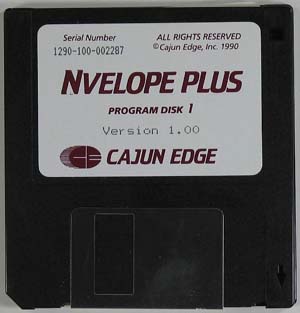 Serial Number
1290-100-002287
ALL RIGHTS RESERVED
©Cajun Edge, Inc. 1990
NVELOPE PLUS
PROGRAM DISK 1
Version 1.00
CAJUN EDGE